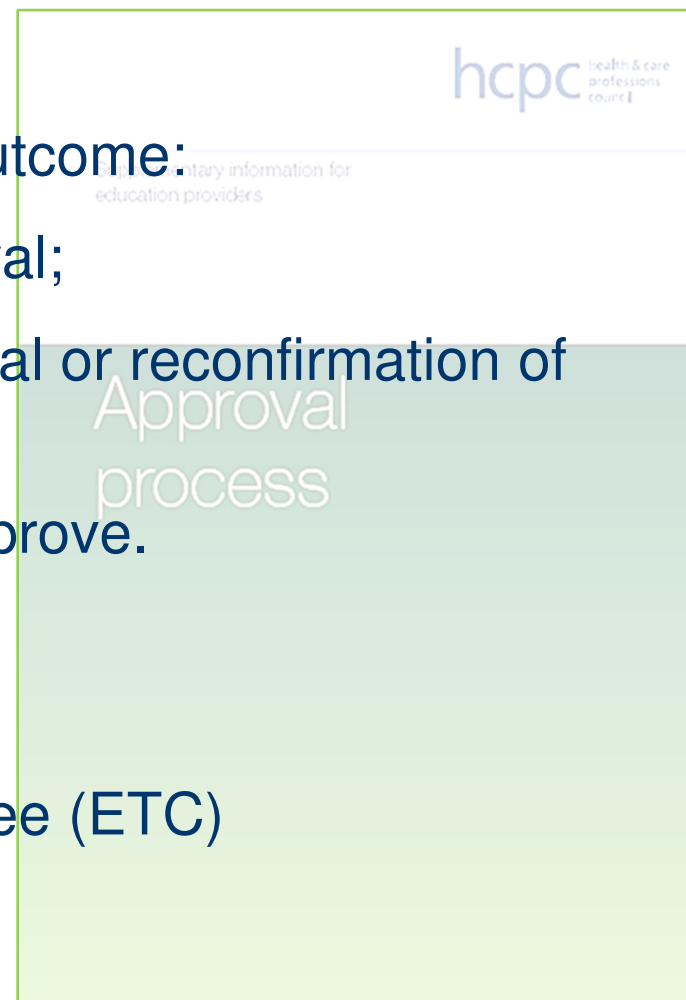 hcpc health & care
professions
council
utcome:
Supplementary information for
education providers
val;
al or reconfirmation of
Approval
process
prove.
ee (ETC)